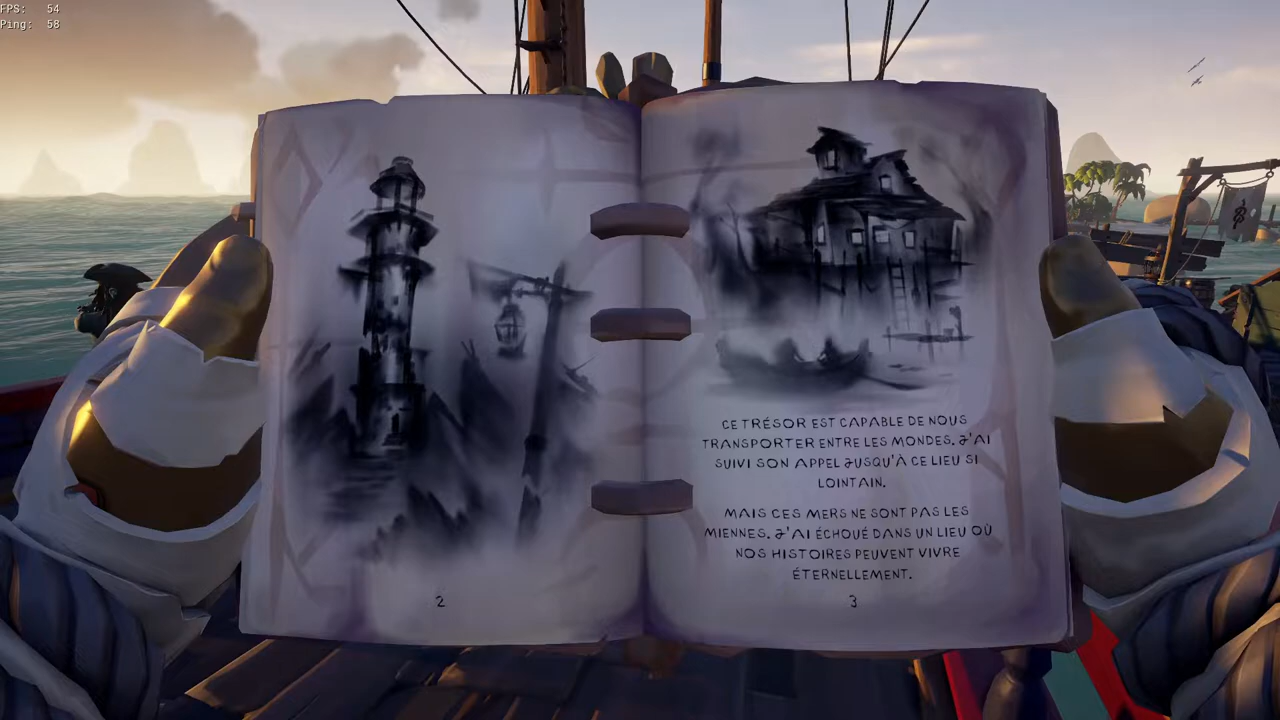 FPS: 54
Ping: 58
2
CE TRÉSOR EST CAPABLE DE NOUS
TRANSPORTER ENTRE LES MONDES. J'AI
SUIVI SON APPEL JUSQU'À CE LIEU SI
LOINTAIN.
MAIS CES MERS NE SONT PAS LES
MIENNES. J'AI ÉCHOUÉ DANS UN LIEU OÙ
NOS HISTOIRES PEUVENT VIVRE
ÉTERNELLEMENT.
3